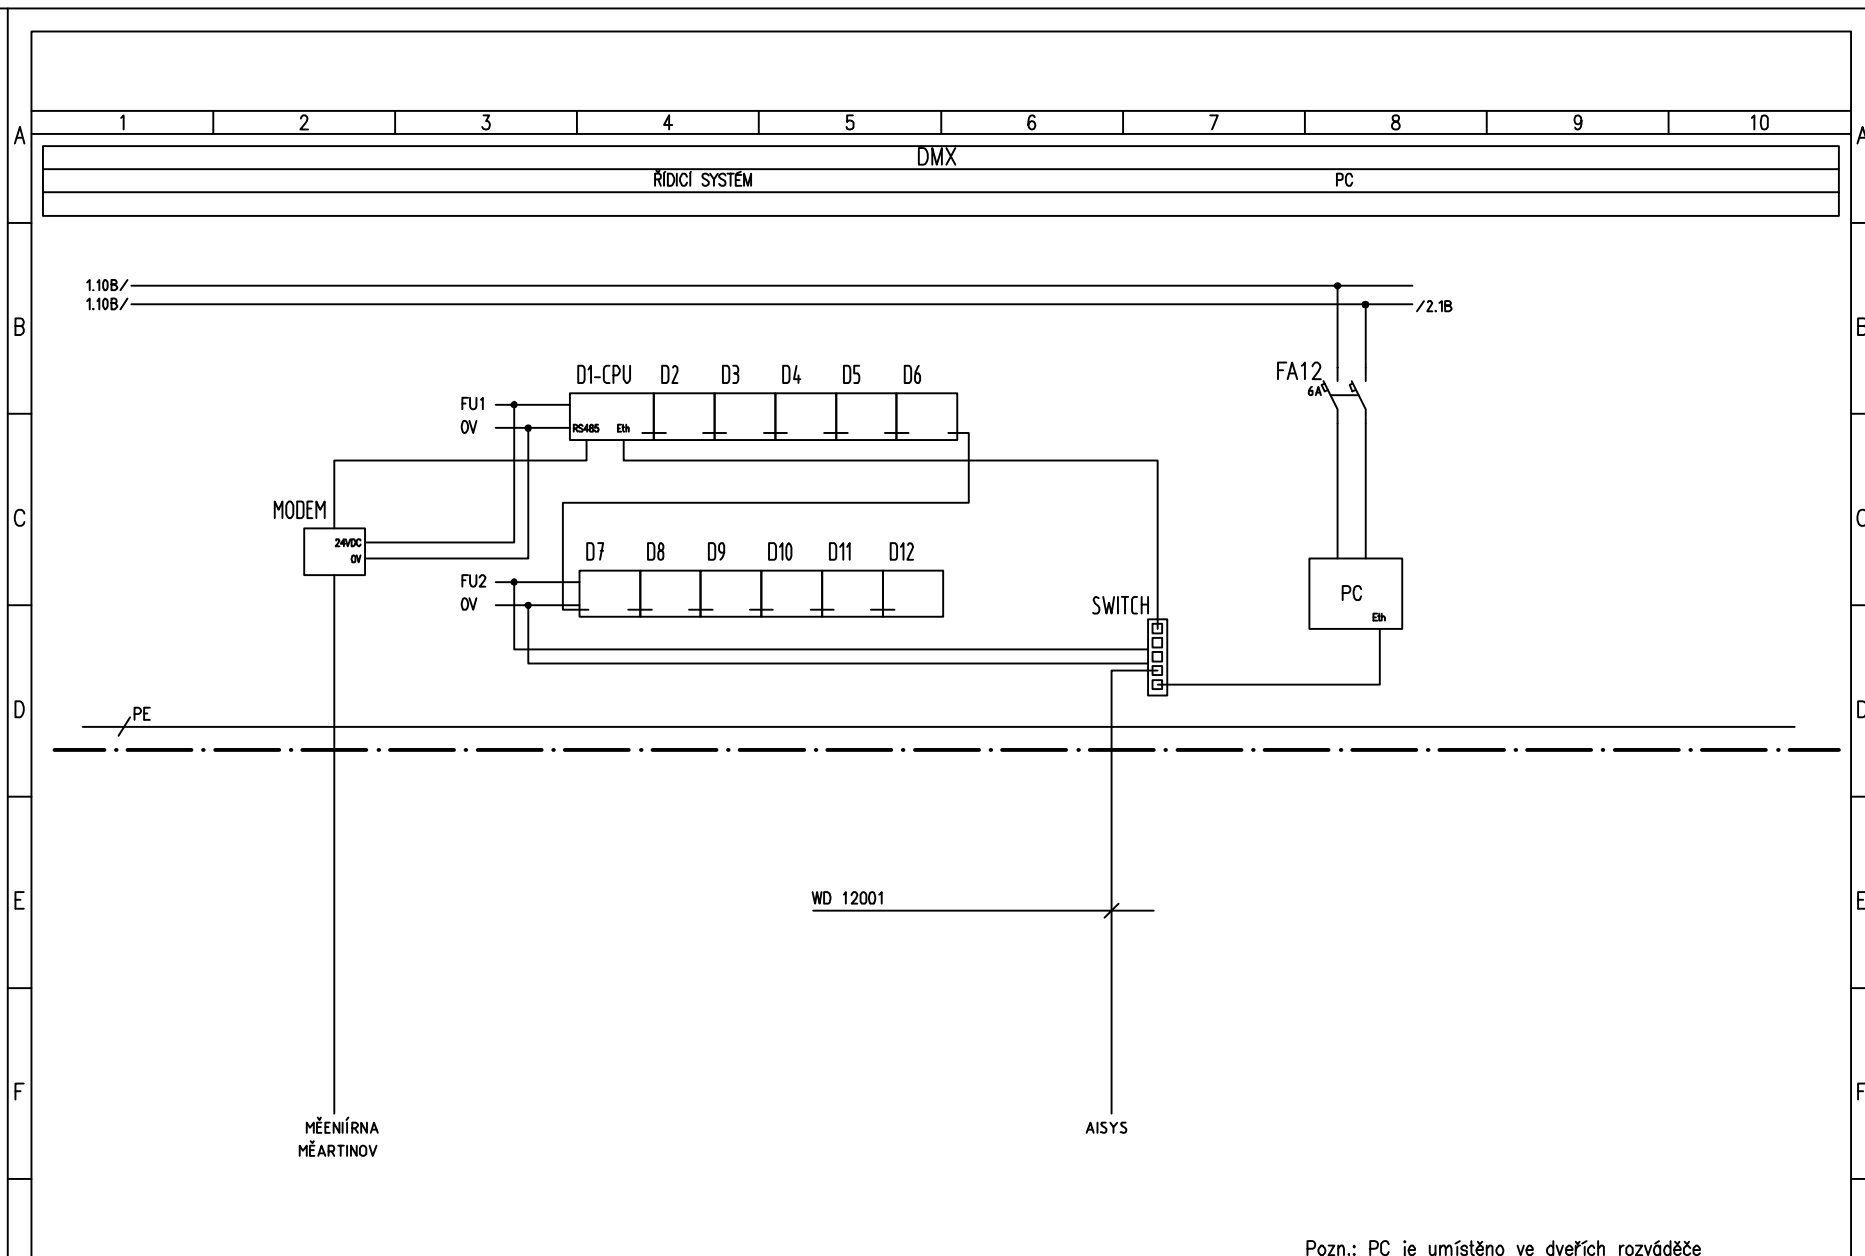 1 2 3 4 5 6 7 8 9 10
A A
DMX
ŘÍDICÍ SYSTÉM PC
1.10B/
1.10B/ /2.1B
B B
D1-CPU D2 D3 D4 D5 D6
FA12
6A
FU1
0V RS485 Eth
MODEM
C C
24VDC
0V
D7 D8 D9 D10 D11 D12
FU2
0V
PC
SWITCH
Eth
D D
PE
WD 12001
E E
F F
MĚENIÍRNA AISYS
MĚARTINOV
Pozn.: PC je umístěno ve dveřích rozváděče